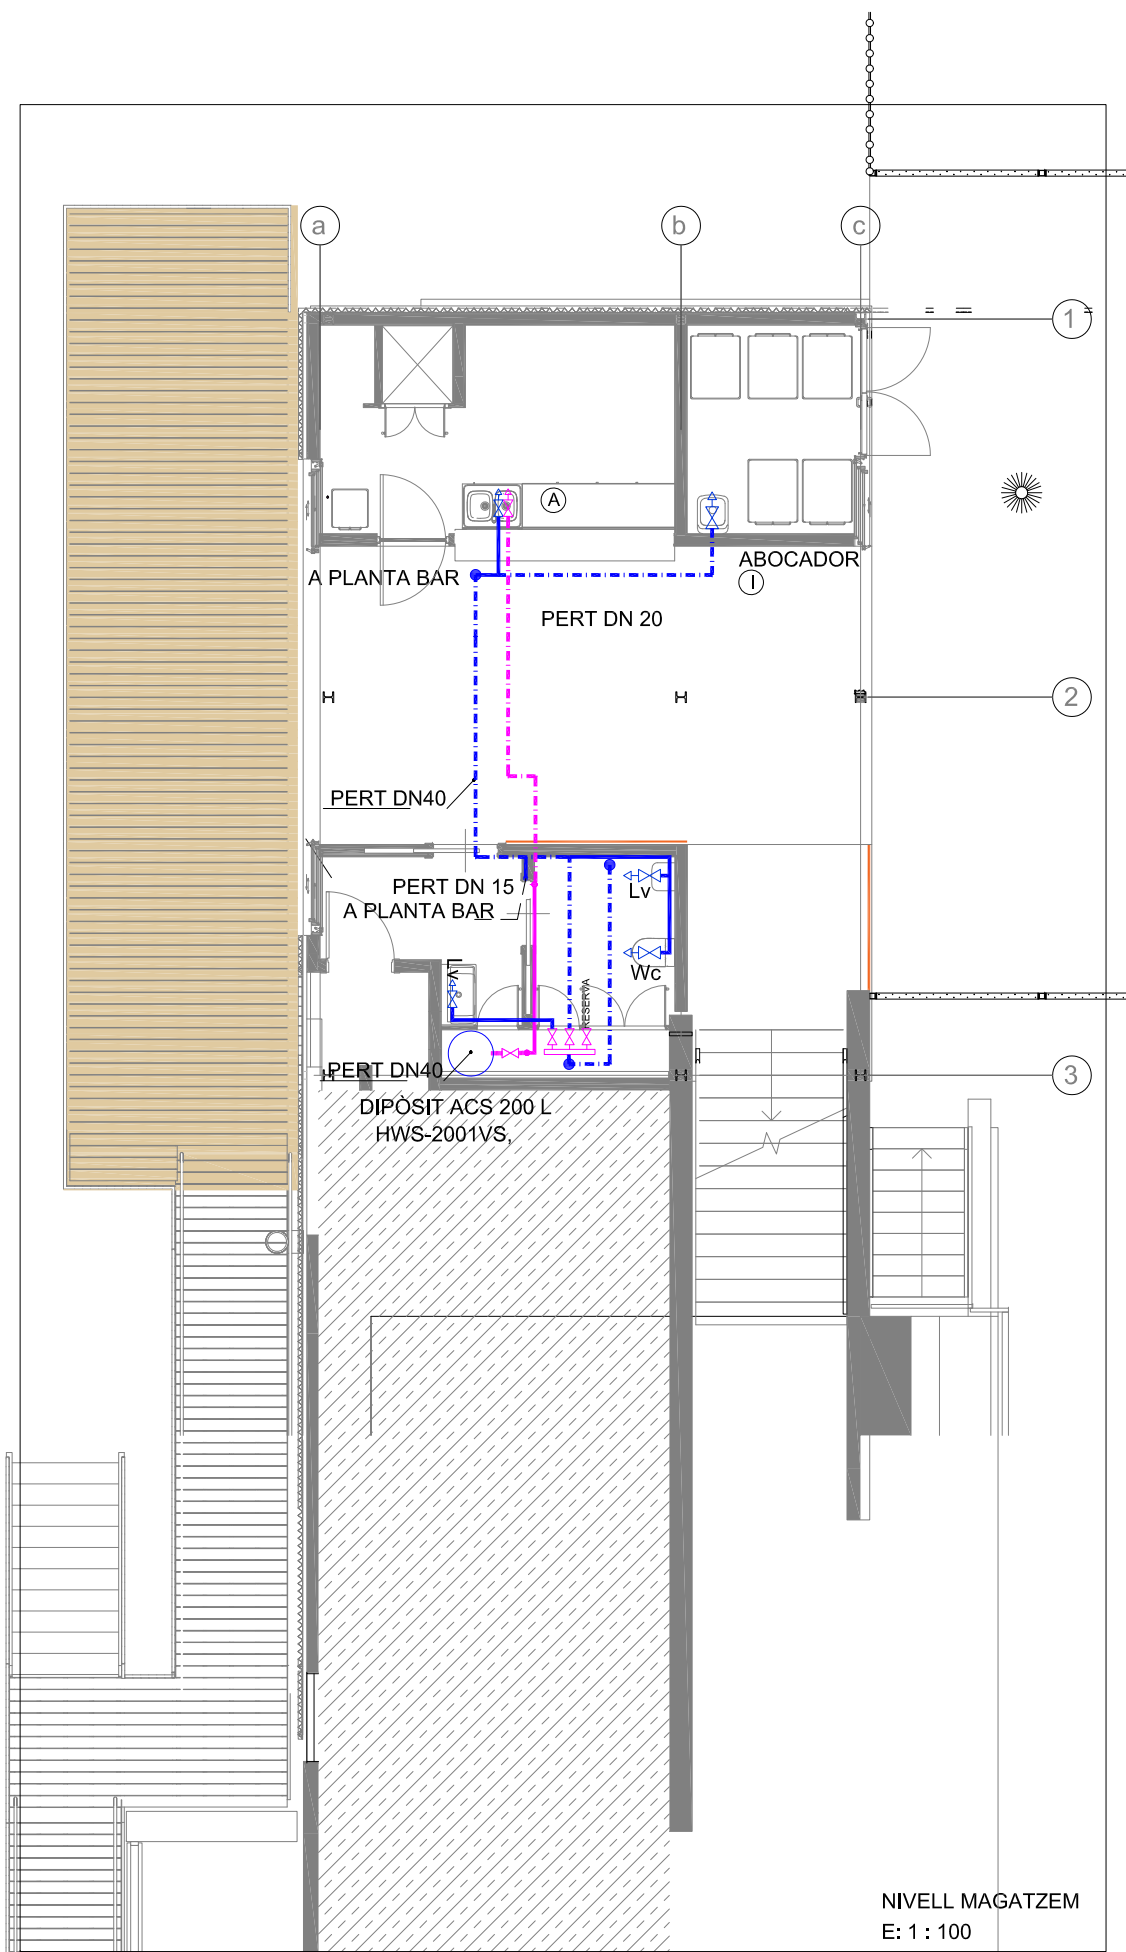 a
b
c
1
A
A PLANTA BAR
ABOCADOR
I
PERT DN 20
2
PERT DN40
PERT DN 15
A PLANTA BAR
Lv
Lv
Wc
RESERVA
PERT DN40
3
DIPÒSIT ACS 200 L
HWS-2001VS,
NIVELL MAGATZEM
E: 1 : 100